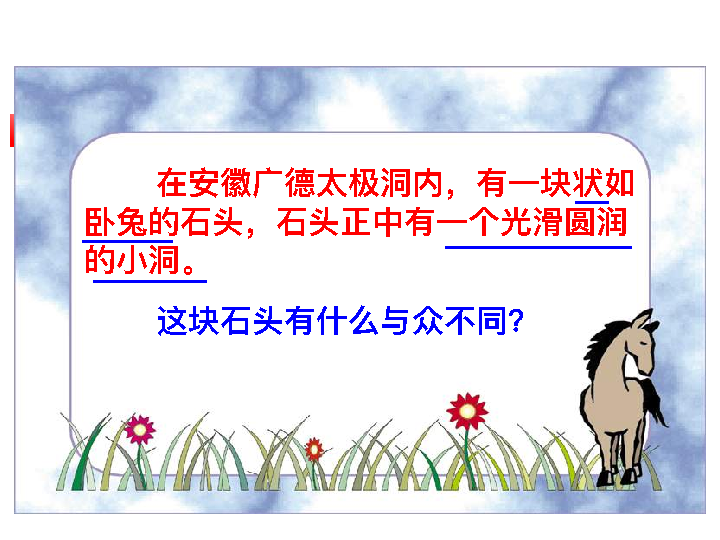 在安徽广德太极洞内，有一块状如
卧兔的石头，石头正中有一个光滑圆润
的小洞。
这块石头有什么与众不同？